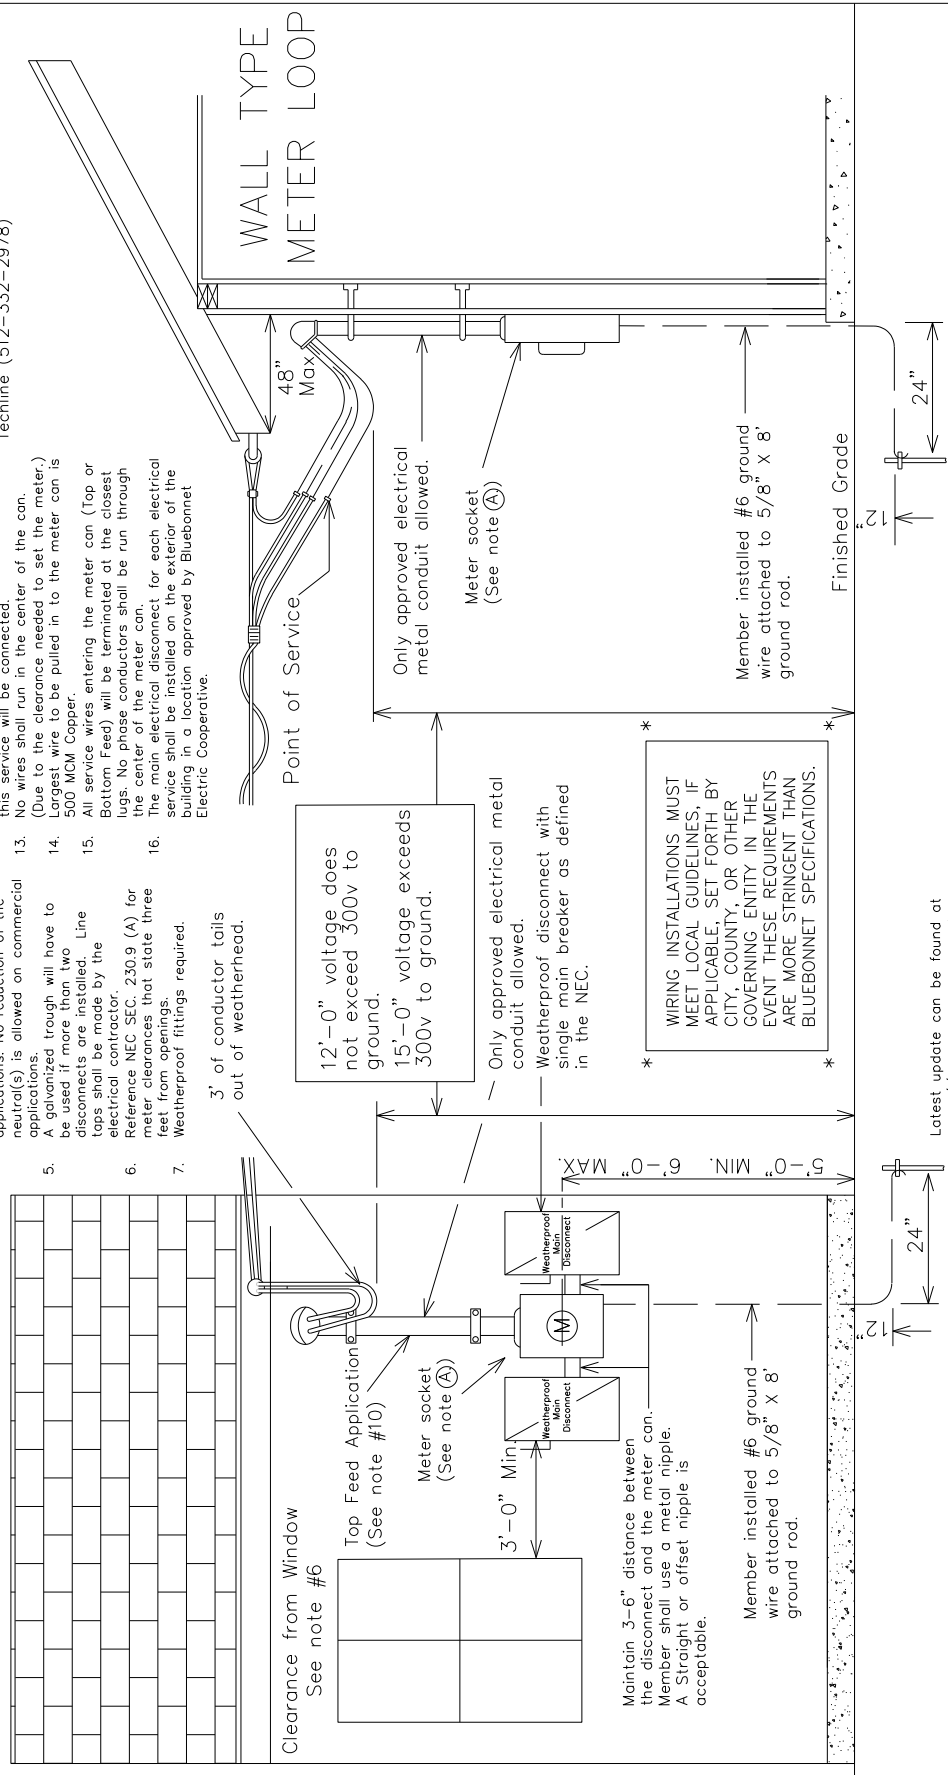 applications.
5. A galvanized trough will have to
be used if more than two
disconnects are installed. Line
taps shall be made by the
electrical contractor.
6. Reference NEC SEC. 230.9 (A) for
meter clearances that state three
feet from openings.
7. Weatherproof fittings required.
this service will be connected.
13. No wires shall run in the center of the can.
(Due to the clearance needed to set the meter.)
14. Largest wire to be pulled in to the meter can is
500 MCM Copper.
15. All service wires entering the meter can (Top or
Bottom Feed) will be terminated at the closest
lugs. No phase conductors shall be run through
the center of the meter can.
16. The main electrical disconnect for each electrical
service shall be installed on the exterior of the
building in a location approved by Bluebonnet
Electric Cooperative.
Techline (512-332-2978)
WALL TYPE
METER LOOP
3' of conductor tails
out of weatherhead.
Clearance from Window
See note #6
Top Feed Application
(See note #10)
Meter socket
(See note A.)
3'-0" Min.
Weatherproof
Main
Disconnect
M
Weatherproof
Main
Disconnect
Maintain 3-6" distance between
the disconnect and the meter can.
Member shall use a metal nipple.
A Straight or offset nipple is
acceptable.
Member installed #6 ground
wire attached to 5/8" X 8'
ground rod.
12"
24"
5'-0" MIN. 6'-0" MAX.
12'-0" voltage does
not exceed 300v to
ground.
15'-0" voltage exceeds
300v to ground.
Only approved electrical metal
conduit allowed.
Weatherproof disconnect with
single main breaker as defined
in the NEC.
* *
WIRING INSTALLATIONS MUST
MEET LOCAL GUIDELINES, IF
APPLICABLE, SET FORTH BY
CITY, COUNTY, OR OTHER
GOVERNING ENTITY IN THE
EVENT THESE REQUIREMENTS
ARE MORE STRINGENT THAN
BLUEBONNET SPECIFICATIONS.
* *
Point of Service
48"
Max
Only approved electrical
metal conduit allowed.
Meter socket
(See note A.)
Member installed #6 ground
wire attached to 5/8" X 8'
ground rod.
Finished Grade
12"
24"
Latest update can be found at